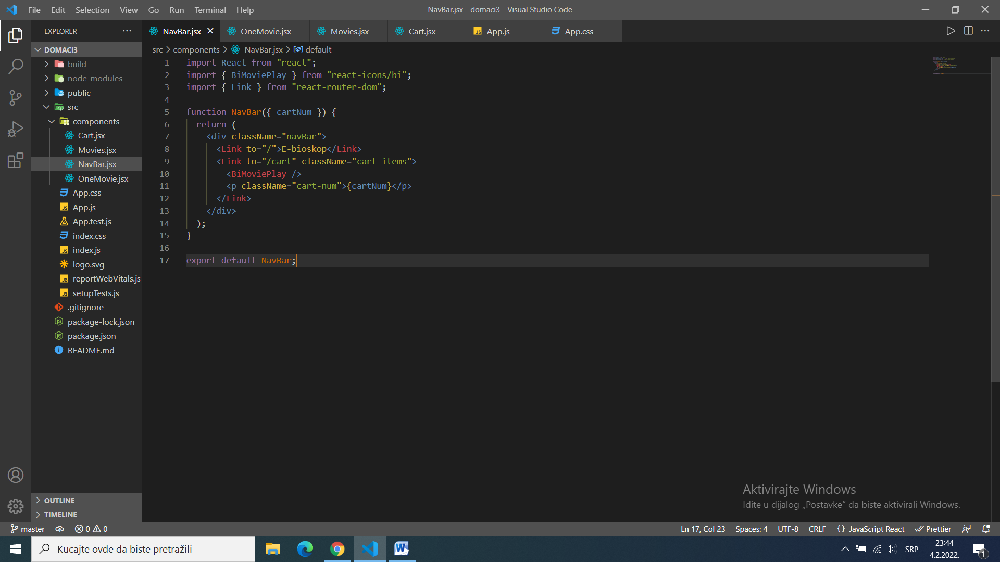 File Edit Selection View Go Run Terminal Help
NavBar.jsx - domaci3 - Visual Studio Code
EXPLORER
NavBar.jsx OneMovie.jsx Movies.jsx Cart.jsx App.js App.css
DOMACI3
build
node_modules
public
src
components
Cart.jsx
Movies.jsx
NavBar.jsx
OneMovie.jsx
App.css
App.js
App.test.js
index.css
index.js
logo.svg
reportWebVitals.js
setupTests.js
.gitignore
package-lock.json
package.json
README.md
OUTLINE
TIMELINE
src > components > NavBar.jsx > default
1 import React from "react";
2 import { BiMoviePlay } from "react-icons/bi";
3 import { Link } from "react-router-dom";
4
5 function NavBar({ cartNum }) {
6 return (
7 <div className="navBar">
8 <Link to="/">E-bioskop</Link>
9 <Link to="/cart" className="cart-items">
10 <BiMoviePlay />
11 <p className="cart-num">{cartNum}</p>
12 </Link>
13 </div>
14 );
15 }
16
17 export default NavBar;
Aktivirajte Windows
Idite u dijalog „Postavke“ da biste aktivirali Windows.
master 0 0
Ln 17, Col 23 Spaces: 4 UTF-8 CRLF {} JavaScript React Prettier
Kucajte ovde da biste pretražili
SRP
23:44
4.2.2022.
1